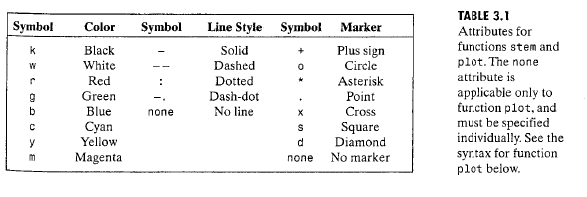 Symbol Color Symbol Line Style Symbol Marker
k Black – Solid + Plus sign
w White –– Dashed o Circle
r Red : Dotted * Asterisk
g Green –. Dash-dot . Point
b Blue none No line x Cross
c Cyan s Square
y Yellow d Diamond
m Magenta none No marker
TABLE 3.1
Attributes for
functions stem and
plot. The none
attribute is
applicable only to
function plot, and
must be specified
individually. See the
syntax for function
plot below.